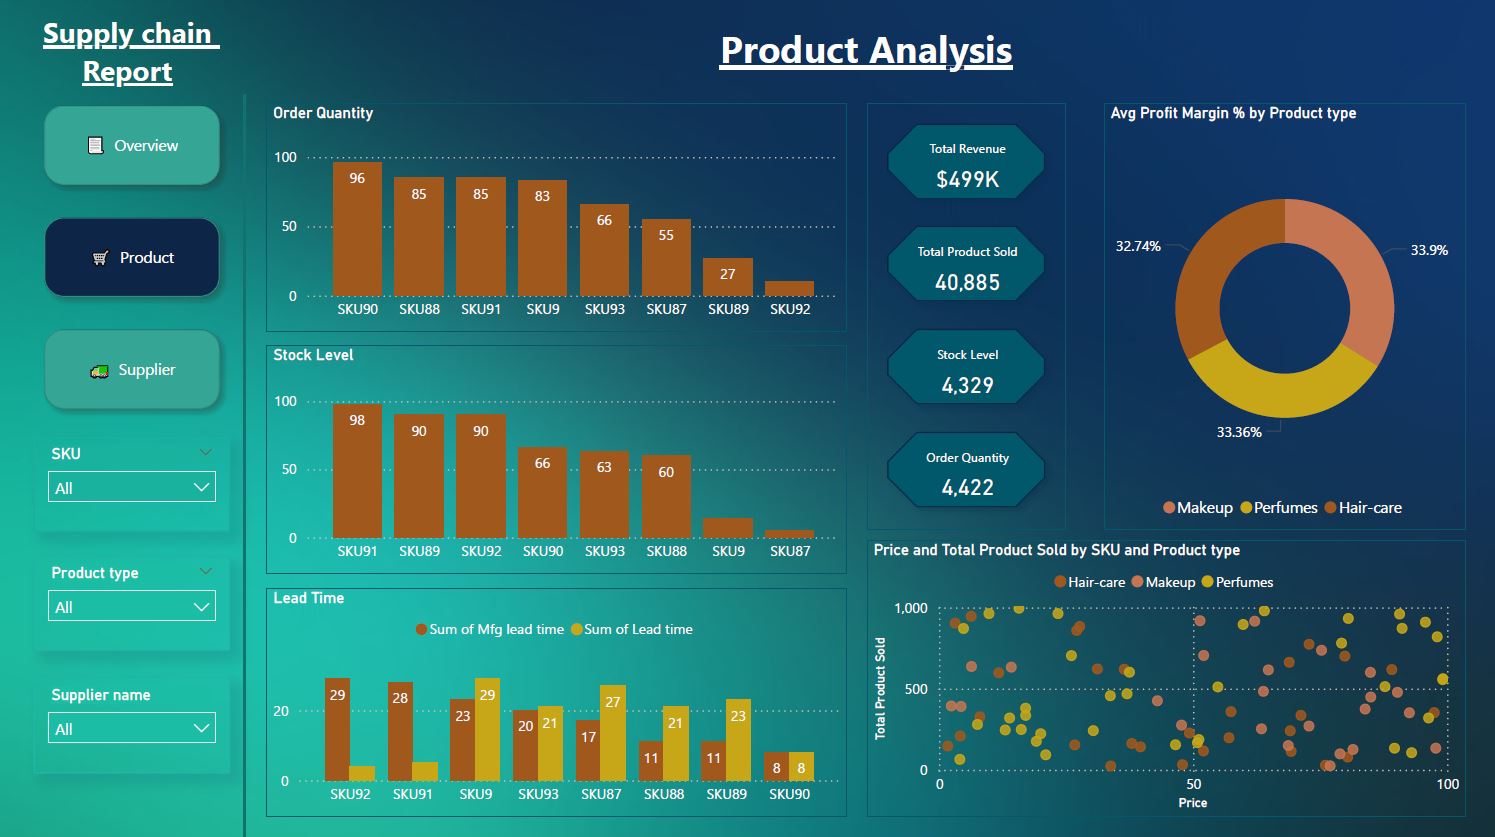 Supply chain
Report
Product Analysis
Overview
Product
Supplier
SKU
All
Product type
All
Supplier name
All
Order Quantity
100
50
0
96
85
85
83
66
55
27
SKU90 SKU88 SKU91 SKU9 SKU93 SKU87 SKU89 SKU92
Stock Level
100
50
0
98
90
90
66
63
60
SKU91 SKU89 SKU92 SKU90 SKU93 SKU88 SKU9 SKU87
Lead Time
Sum of Mfg lead time Sum of Lead time
20
0
29
28
23 29
20 21
17 27
11 21
11 23
8 8
SKU92 SKU91 SKU9 SKU93 SKU87 SKU88 SKU89 SKU90
Total Revenue
$499K
Total Product Sold
40,885
Stock Level
4,329
Order Quantity
4,422
Avg Profit Margin % by Product type
32.74%
33.9%
33.36%
Makeup Perfumes Hair-care
Price and Total Product Sold by SKU and Product type
Hair-care Makeup Perfumes
Total Product Sold
1,000
500
0
0 50 100
Price